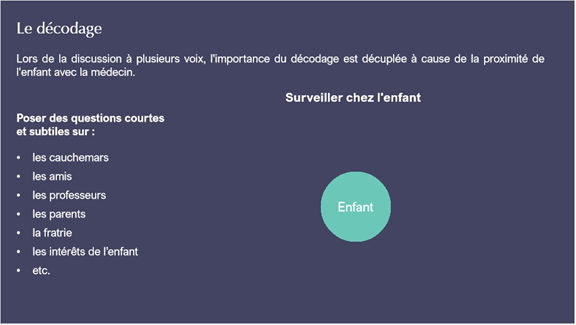 Le décodage
Lors de la discussion à plusieurs voix, l'importance du décodage est décuplée à cause de la proximité de
l'enfant avec la médecin.
Surveiller chez l'enfant
Poser des questions courtes
et subtiles sur :
• les cauchemars
• les amis
• les professeurs
• les parents
• la fratrie
• les intérêts de l'enfant
• etc.
Enfant